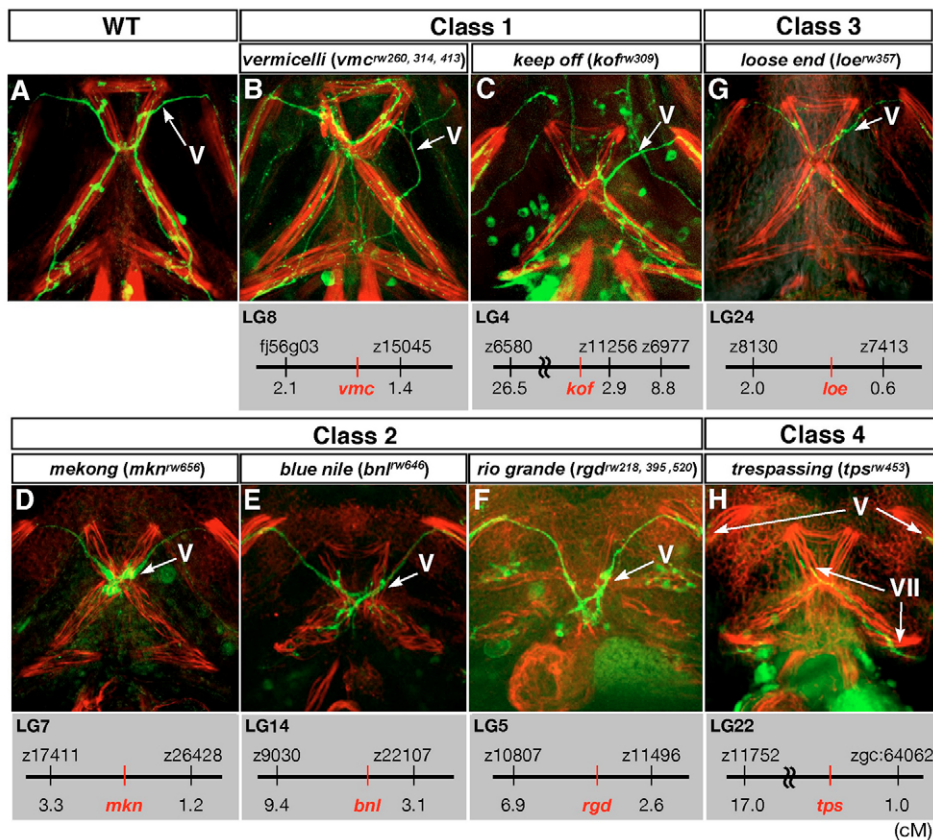 WT
Class 1
Class 3
vermicelli (vmcrw260, 314, 413)
keep off (kofrw309)
loose end (loerw357)
A
V
B
V
C
V
G
V
LG8
fj56g03 z15045
vmc
2.1 1.4
LG4
z6580 z11256 z6977
kof
26.5 2.9 8.8
LG24
z8130 z7413
loe
2.0 0.6
Class 2
Class 4
mekong (mknrw656)
blue nile (bnlrw646)
rio grande (rgdrw218, 395 ,520)
trespassing (tpsrw453)
D
V
E
V
F
V
H
V
VII
LG7
z17411 z26428
3.3 mkn 1.2
LG14
z9030 z22107
9.4 bnl 3.1
LG5
z10807 z11496
6.9 rgd 2.6
LG22
z11752 zgc:64062
17.0 tps 1.0
(cM)